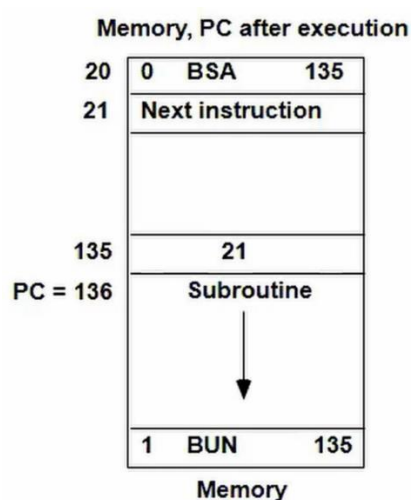 Memory, PC after execution
20 0 BSA 135
21 Next instruction
135 21
PC = 136 Subroutine
1 BUN 135
Memory